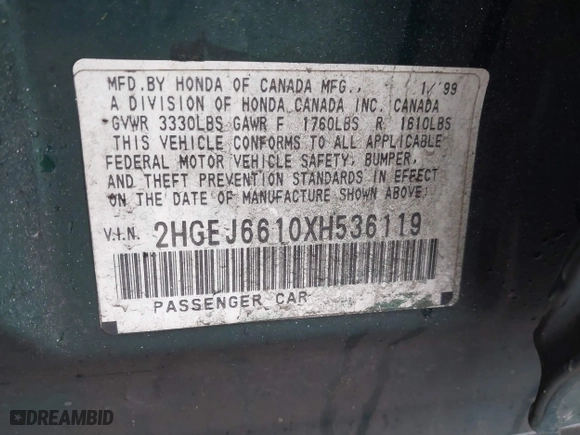 MFD.BY HONDA OF CANADA MFG., 1/'99
A DIVISION OF HONDA CANADA INC. CANADA
GVWR 3330LBS GAWR F 1760LBS R 1610LBS
THIS VEHICLE CONFORMS TO ALL APPLICABLE
FEDERAL MOTOR VEHICLE SAFETY, BUMPER,
AND THEFT PREVENTION STANDARDS IN EFFECT
ON THE DATE OF MANUFACTURE SHOWN ABOVE.
V.I.N. 2HGEJ6610XH536119
PASSENGER CAR
DREAMBID